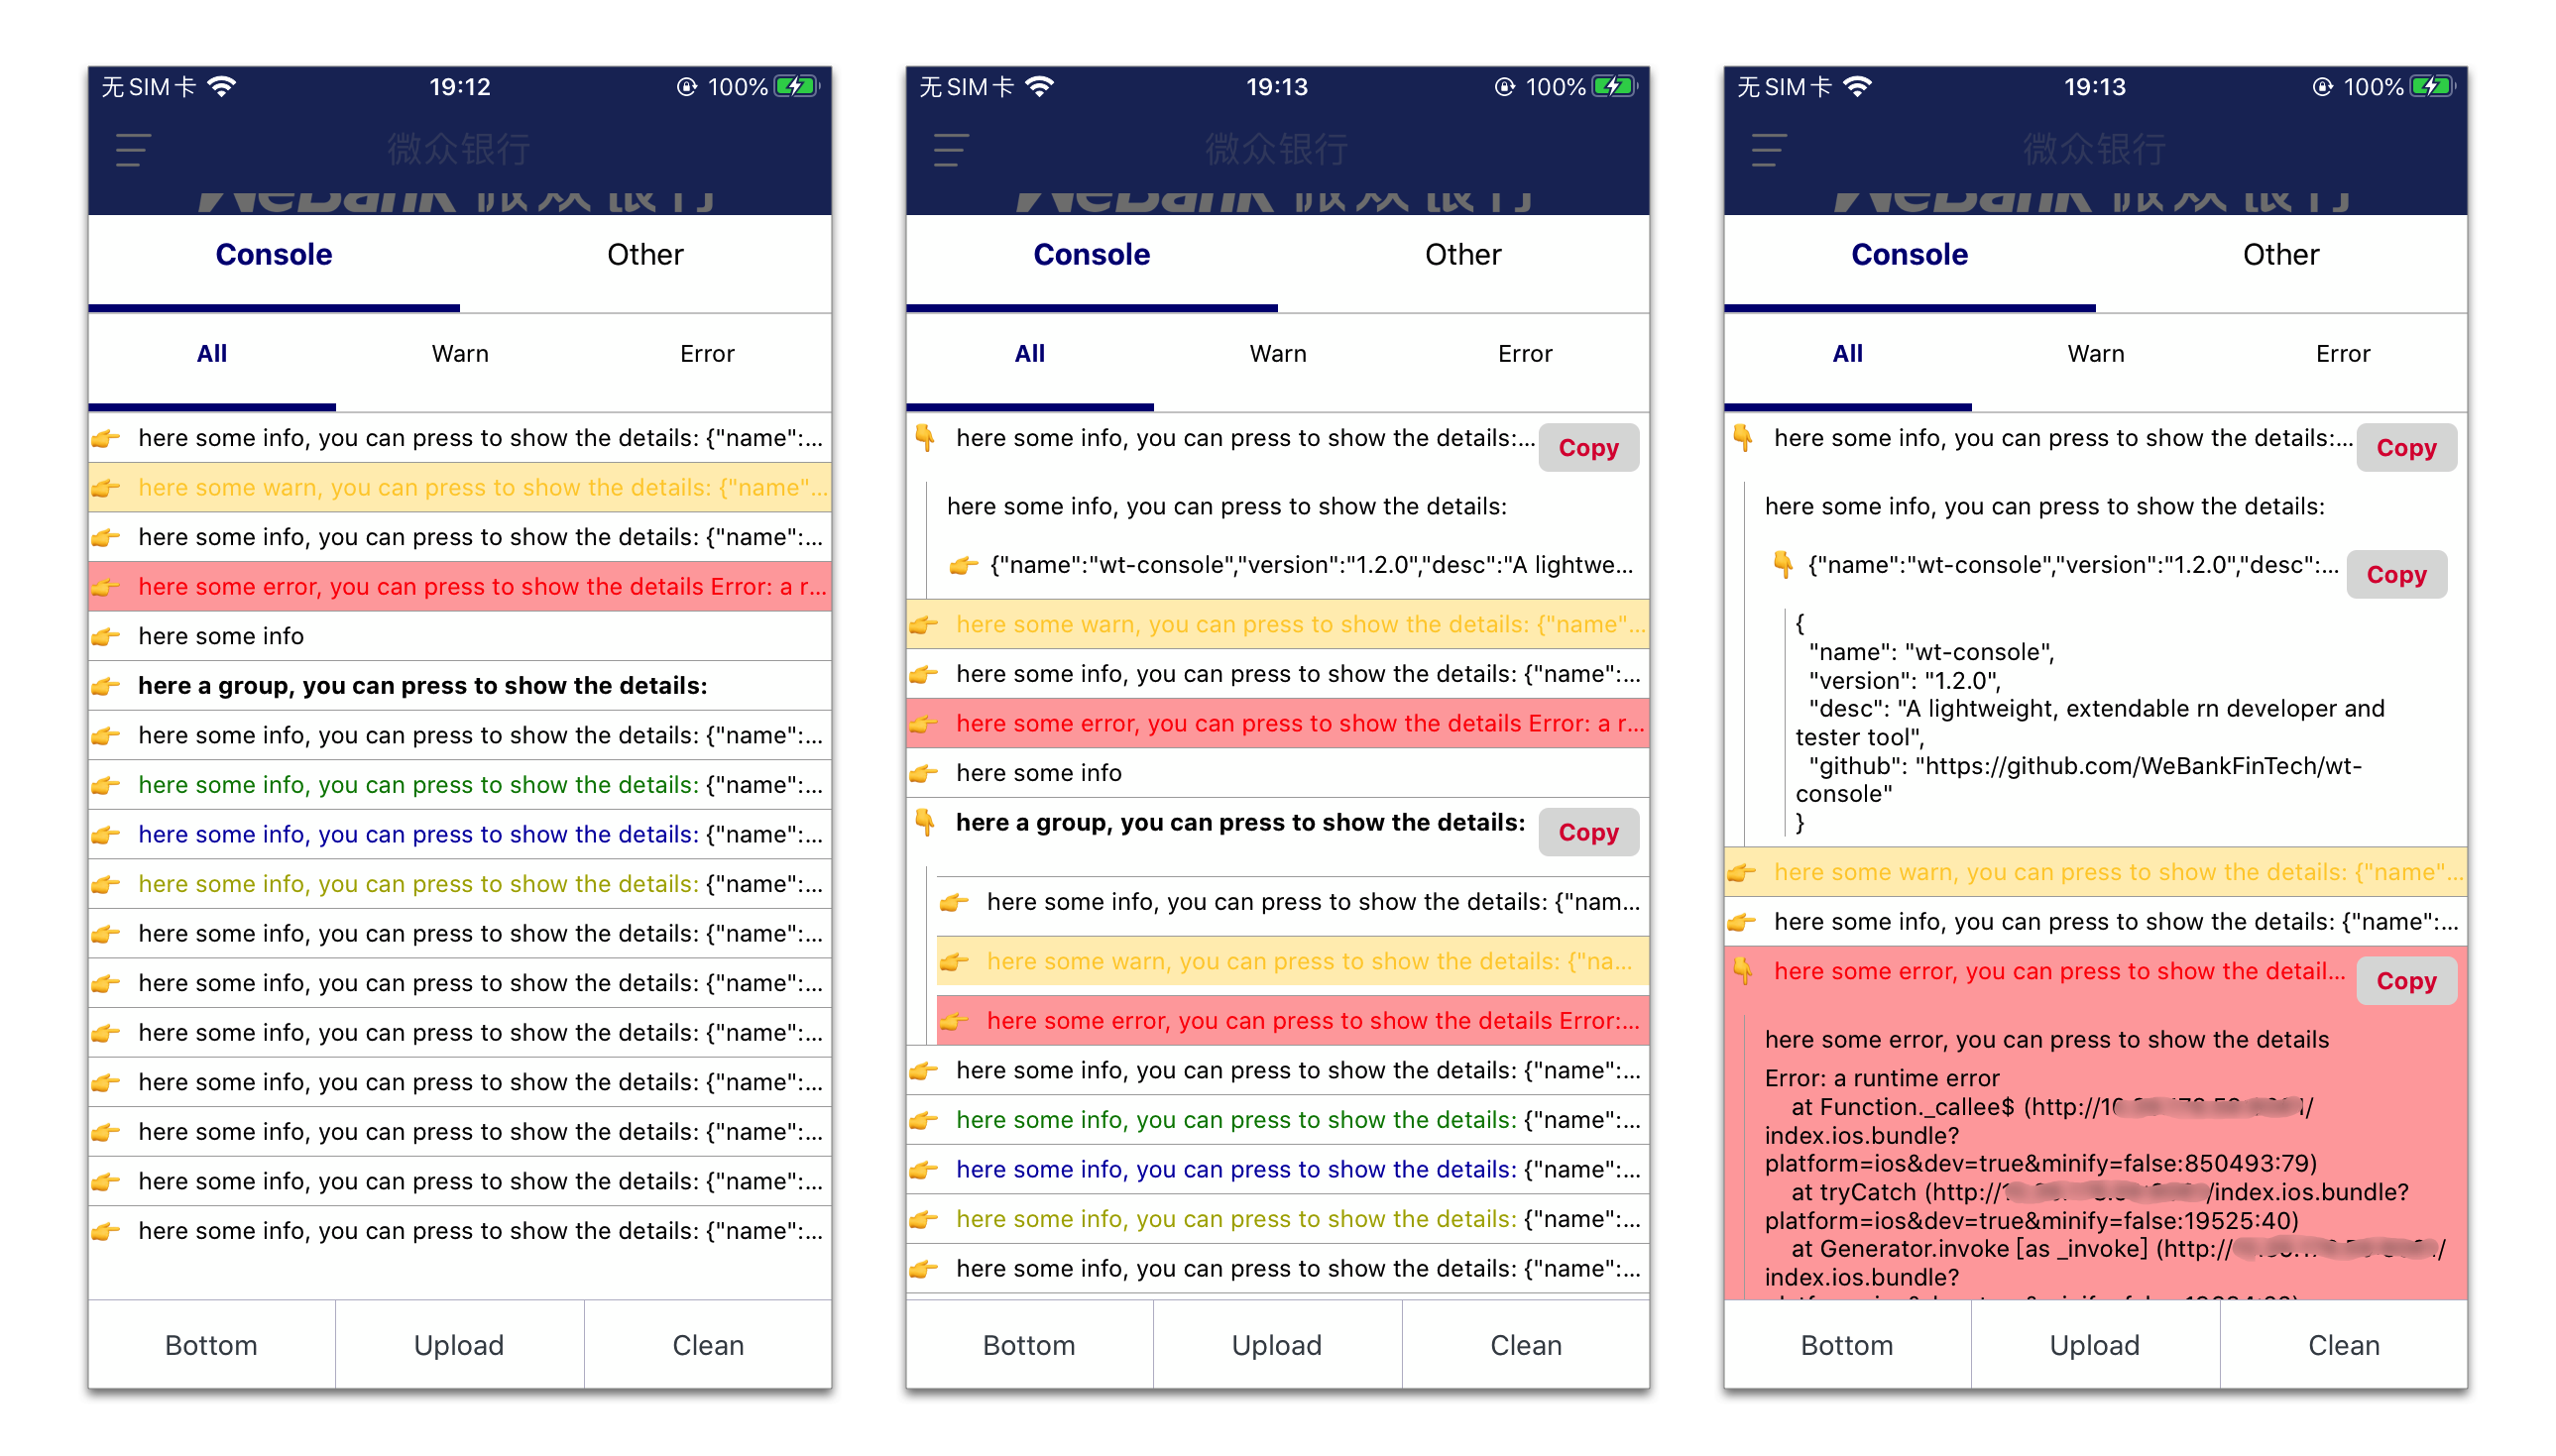 无SIM卡
19:12
100%
微众银行
WeBank 微众银行
Console
Other
All
Warn
Error
here some info, you can press to show the details: {"name":...
here some warn, you can press to show the details: {"name"...
here some info, you can press to show the details: {"name":...
here some error, you can press to show the details Error: a r...
here some info
here a group, you can press to show the details:
here some info, you can press to show the details: {"name":...
here some info, you can press to show the details: {"name":...
here some info, you can press to show the details: {"name":...
here some info, you can press to show the details: {"name":...
here some info, you can press to show the details: {"name":...
here some info, you can press to show the details: {"name":...
here some info, you can press to show the details: {"name":...
here some info, you can press to show the details: {"name":...
here some info, you can press to show the details: {"name":...
here some info, you can press to show the details: {"name":...
here some info, you can press to show the details: {"name":...
Bottom
Upload
Clean
无SIM卡
19:13
100%
微众银行
WeBank 微众银行
Console
Other
All
Warn
Error
here some info, you can press to show the details:...
Copy
here some info, you can press to show the details:
{"name":"wt-console","version":"1.2.0","desc":"A lightwe...
here some warn, you can press to show the details: {"name"...
here some info, you can press to show the details: {"name":...
here some error, you can press to show the details Error: a r...
here some info
here a group, you can press to show the details:
Copy
here some info, you can press to show the details: {"nam...
here some warn, you can press to show the details: {"na...
here some error, you can press to show the details Error:...
here some info, you can press to show the details: {"name":...
here some info, you can press to show the details: {"name":...
here some info, you can press to show the details: {"name":...
here some info, you can press to show the details: {"name":...
here some info, you can press to show the details: {"name":...
Bottom
Upload
Clean
无SIM卡
19:13
100%
微众银行
WeBank 微众银行
Console
Other
All
Warn
Error
here some info, you can press to show the details:...
Copy
here some info, you can press to show the details:
{"name":"wt-console","version":"1.2.0","desc":...
Copy
{
"name": "wt-console",
"version": "1.2.0",
"desc": "A lightweight, extendable rn developer and
tester tool",
"github": "https://github.com/WeBankFinTech/wt-
console"
}
here some warn, you can press to show the details: {"name"...
here some info, you can press to show the details: {"name":...
here some error, you can press to show the detail...
Copy
here some error, you can press to show the details
Error: a runtime error
at Function._callee$ (http://1
/
index.ios.bundle?
platform=ios&dev=true&minify=false:850493:79)
at tryCatch (http://
/index.ios.bundle?
platform=ios&dev=true&minify=false:19525:40)
at Generator.invoke [as _invoke] (http://
/
index.ios.bundle?
Bottom
Upload
Clean